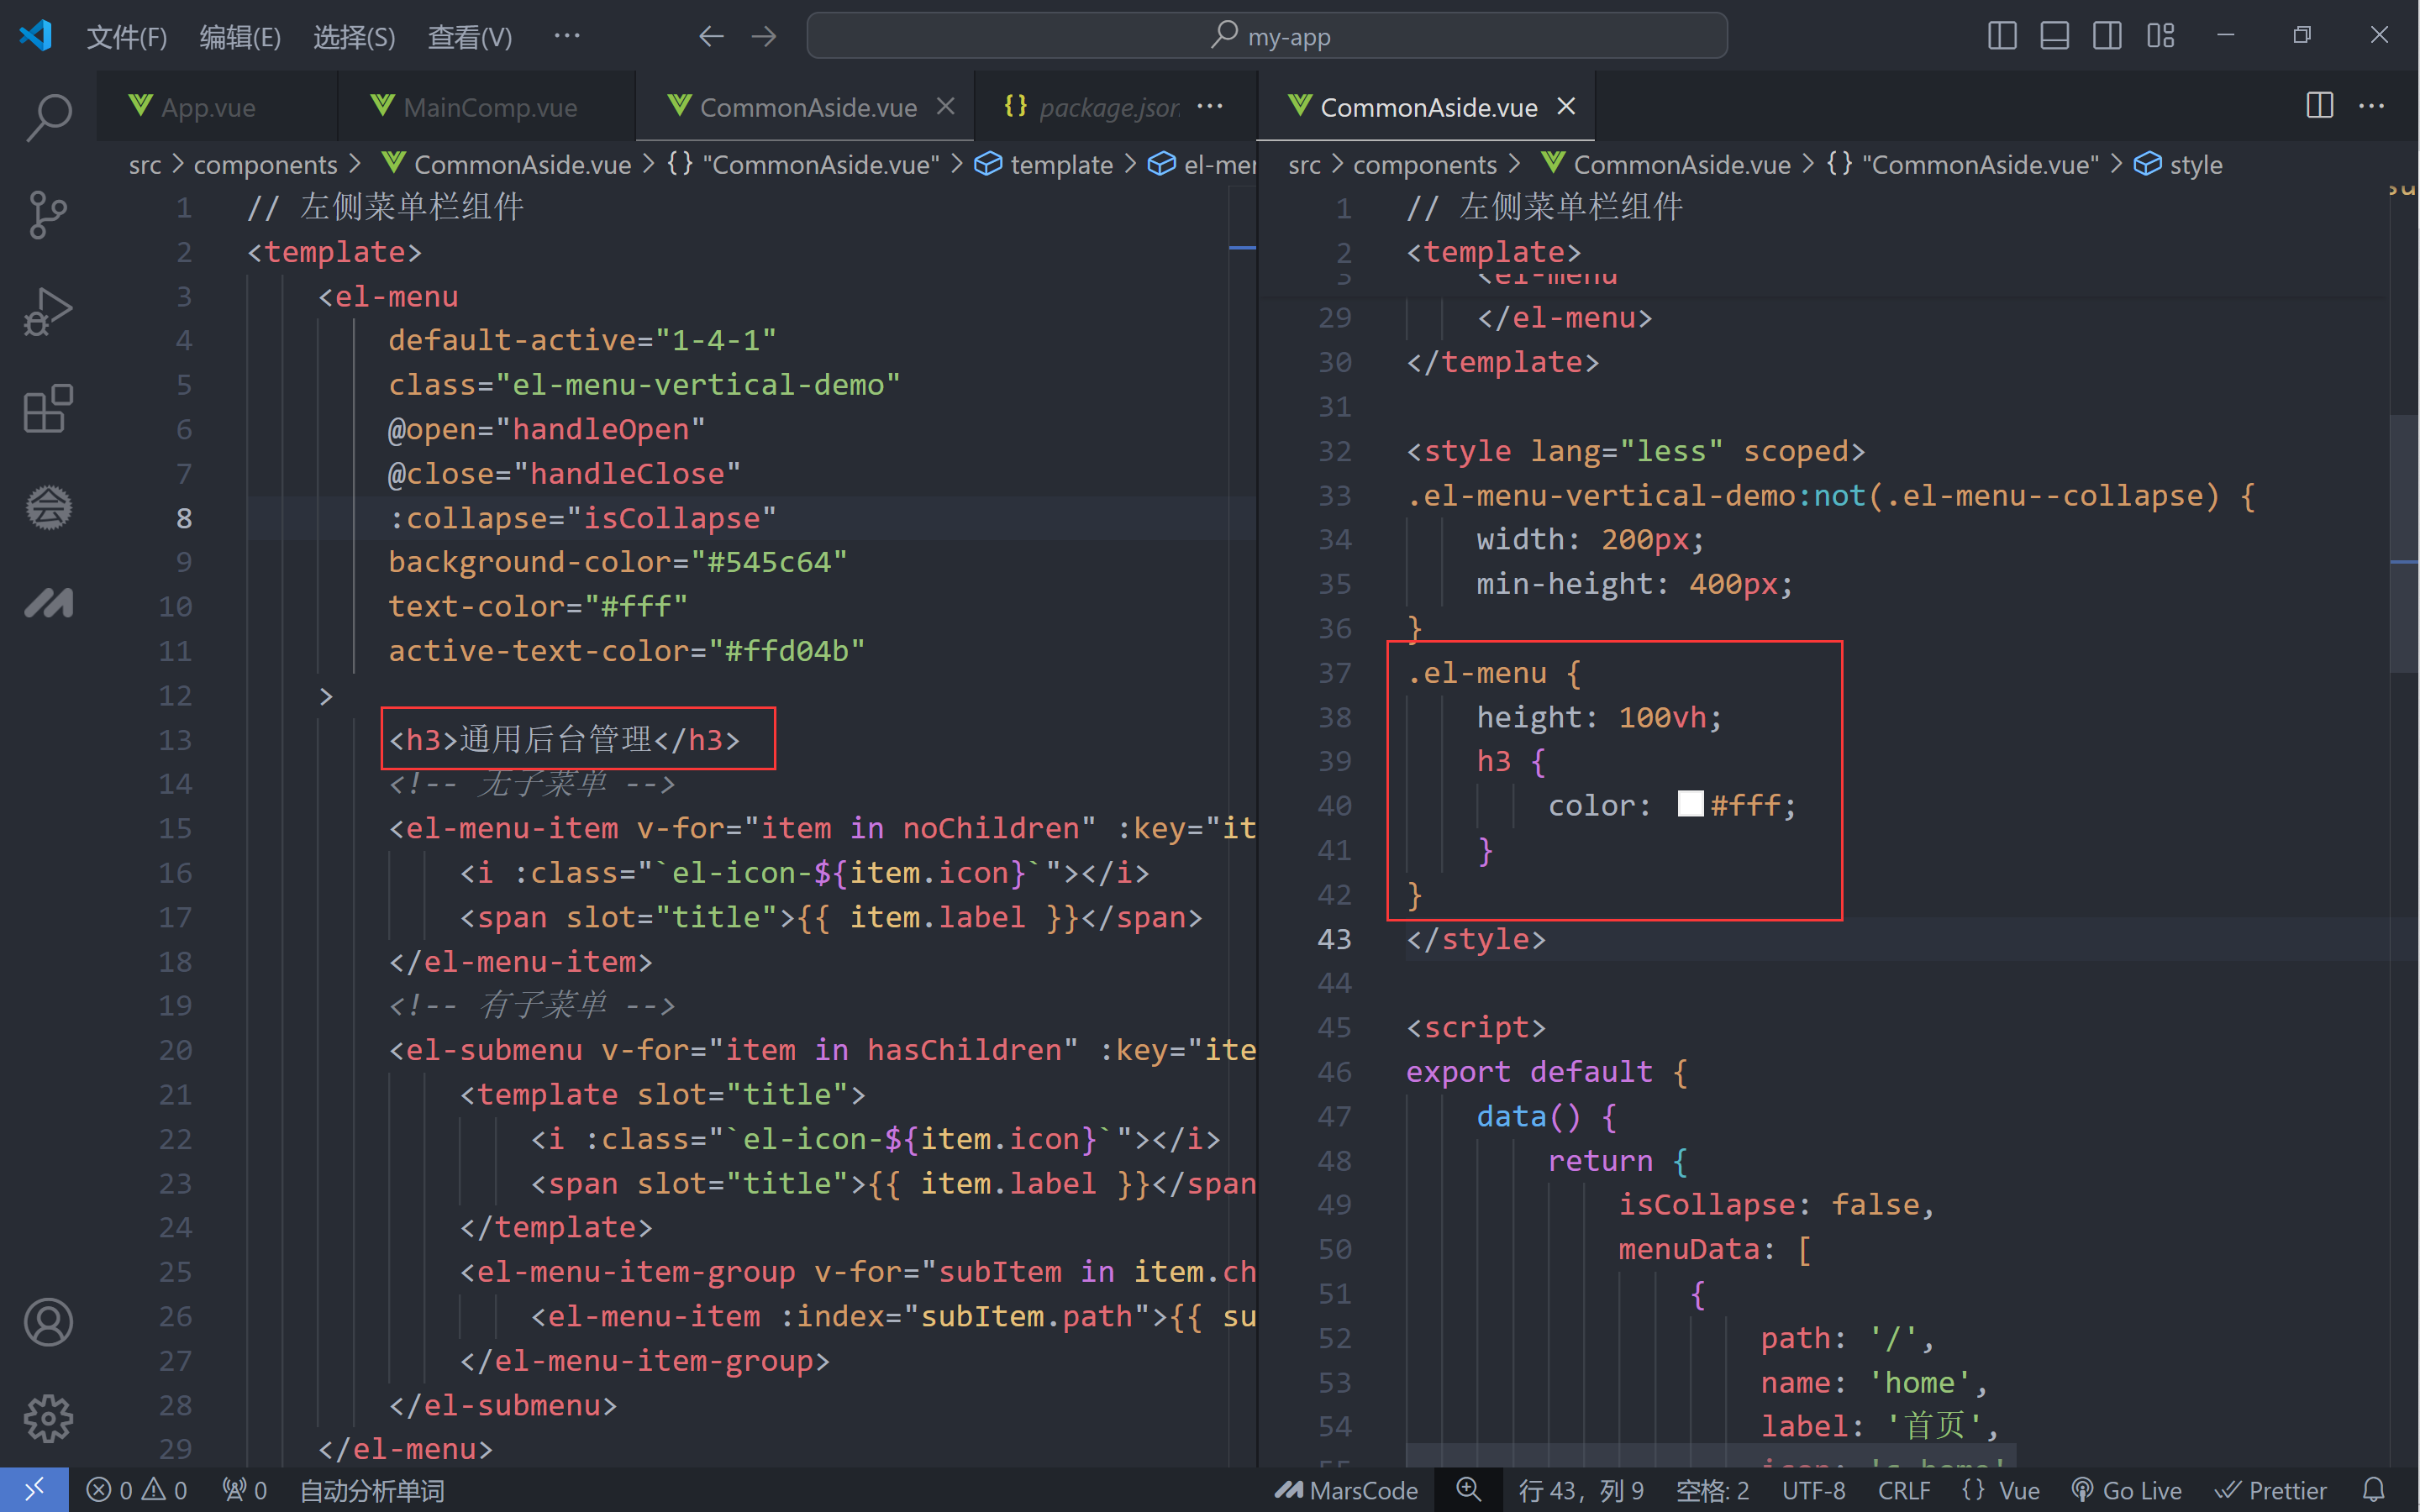 文件(F) 编辑(E) 选择(S) 查看(V) ··· my-app
App.vue MainComp.vue CommonAside.vue {} package.json ···
CommonAside.vue ···
src > components > CommonAside.vue > {} "CommonAside.vue" > template > el-mer
1 // 左侧菜单栏组件
2 <template>
3 <el-menu
4 default-active="1-4-1"
5 class="el-menu-vertical-demo"
6 @open="handleOpen"
7 @close="handleClose"
8 :collapse="isCollapse"
9 background-color="#545c64"
10 text-color="#fff"
11 active-text-color="#ffd04b"
12 >
13 <h3>通用后台管理</h3>
14 <!-- 无子菜单 -->
15 <el-menu-item v-for="item in noChildren" :key="it
16 <i :class="`el-icon-${item.icon}`"></i>
17 <span slot="title">{{ item.label }}</span>
18 </el-menu-item>
19 <!-- 有子菜单 -->
20 <el-submenu v-for="item in hasChildren" :key="ite
21 <template slot="title">
22 <i :class="`el-icon-${item.icon}`"></i>
23 <span slot="title">{{ item.label }}</span
24 </template>
25 <el-menu-item-group v-for="subItem in item.ch
26 <el-menu-item :index="subItem.path">{{ su
27 </el-menu-item-group>
28 </el-submenu>
29 </el-menu>
src > components > CommonAside.vue > {} "CommonAside.vue" > style
su
1 // 左侧菜单栏组件
2 <template>
3 <el-menu
29 </el-menu>
30 </template>
31
32 <style lang="less" scoped>
33 .el-menu-vertical-demo:not(.el-menu--collapse) {
34 width: 200px;
35 min-height: 400px;
36 }
37 .el-menu {
38 height: 100vh;
39 h3 {
40 color: #fff;
41 }
42 }
43 </style>
44
45 <script>
46 export default {
47 data() {
48 return {
49 isCollapse: false,
50 menuData: [
51 {
52 path: '/',
53 name: 'home',
54 label: '首页',
55 icon: 's-home'
0 0 0 自动分析单词 MarsCode 行 43，列 9 空格: 2 UTF-8 CRLF {} Vue Go Live Prettier